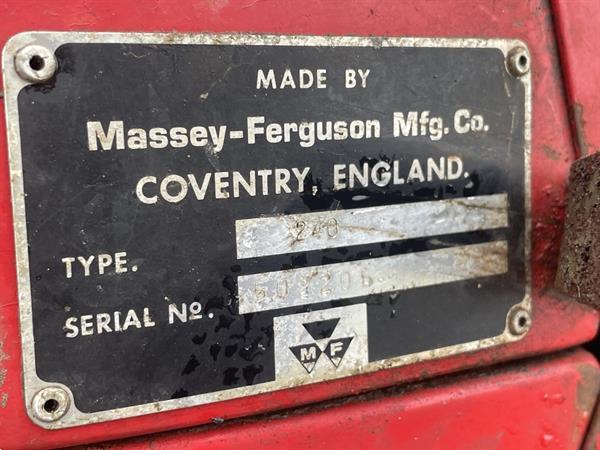 MADE BY
Massey-Ferguson Mfg. Co.
COVENTRY, ENGLAND.
TYPE. 240
SERIAL No.
M F